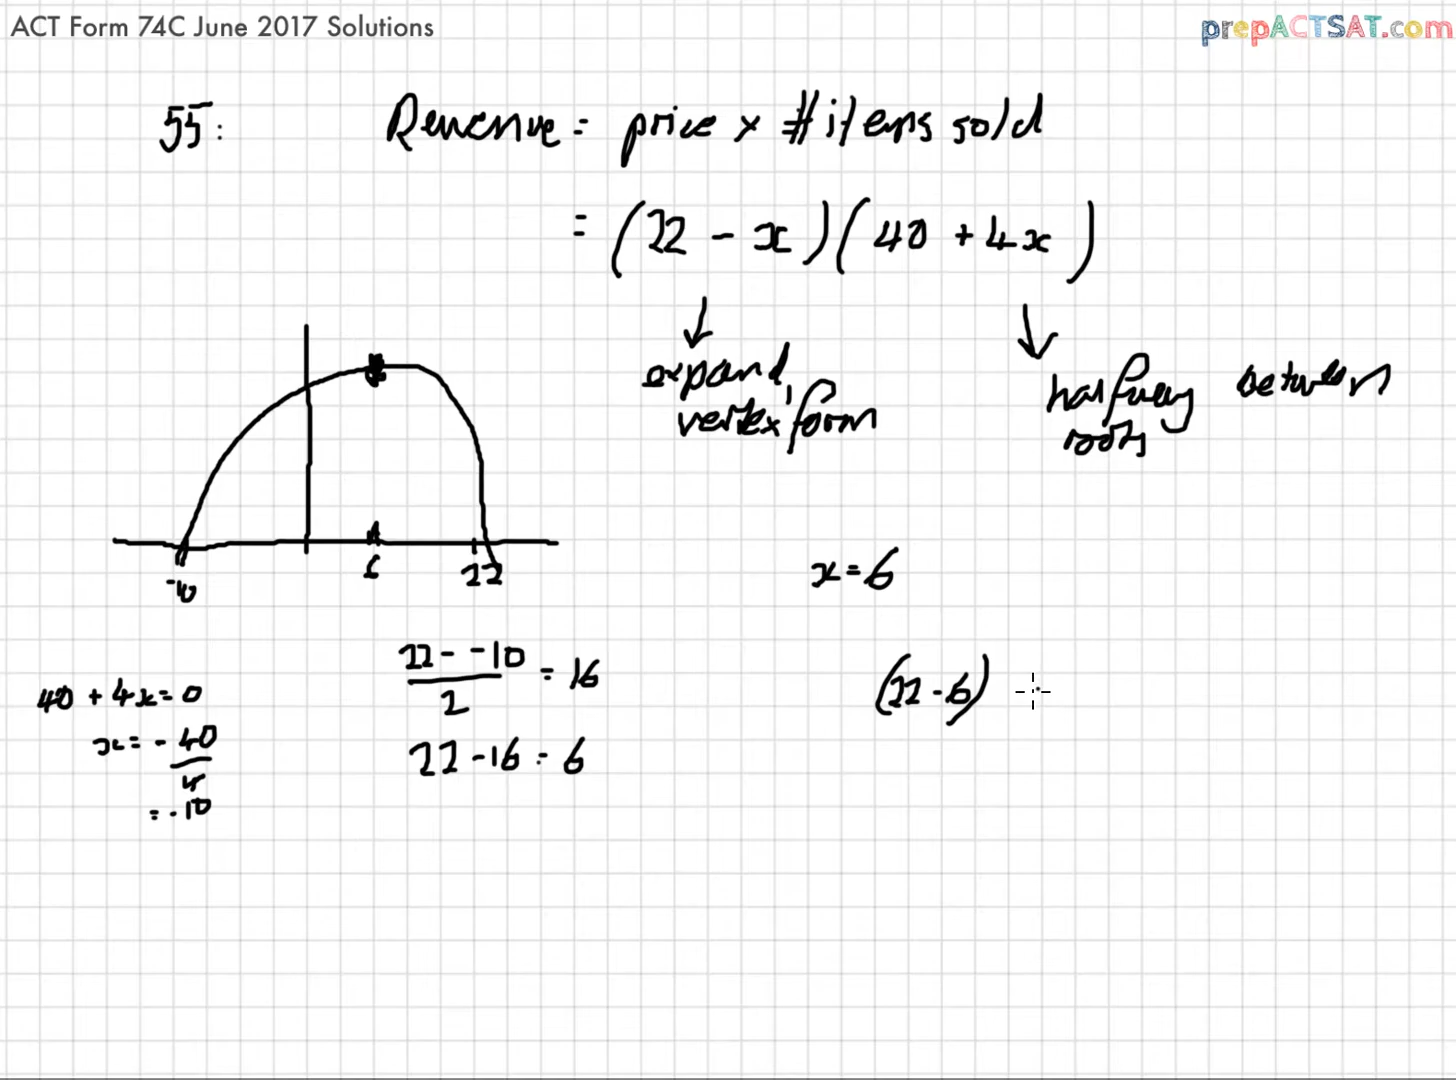 ACT Form 74C June 2017 Solutions
prepACTSAT.com
55:
Revenue = price × #items sold
= (22 - x)(40 + 4x)
expand,
vertex form
halfway between
roots
-10
6
22
x=6
22 - -10
2
= 16
22 - 16 = 6
40 + 4x = 0
x = - 40
4
= -10
(22 - 6)